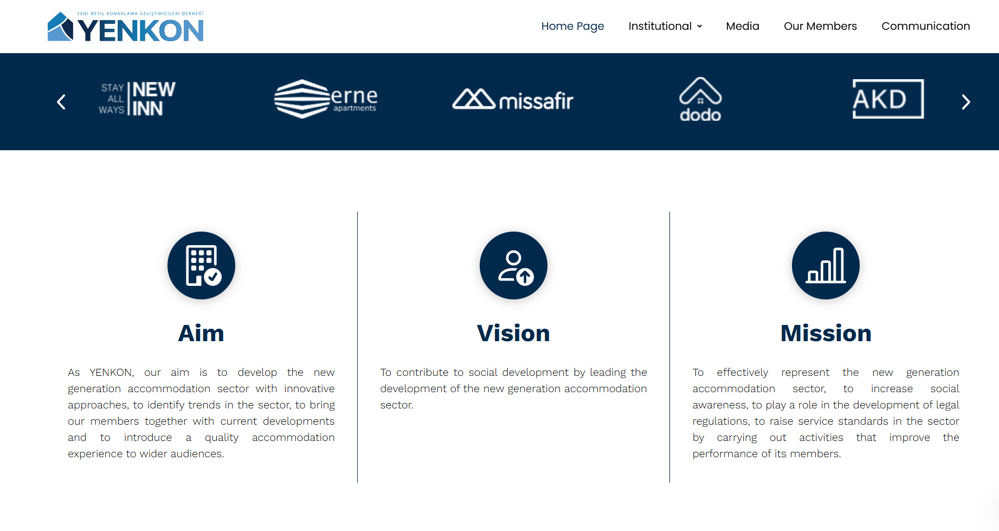 YENİ NESİL KONAKLAMA GELİŞTİRİCİLERİ DERNEĞİ
YENKON
Home Page
Institutional
Media
Our Members
Communication
STAY
ALL
WAYS
NEW
INN
erne
apartments
missafir
dodo
AKD
Aim
As YENKON, our aim is to develop the new
generation accommodation sector with innovative
approaches, to identify trends in the sector, to bring
our members together with current developments
and to introduce a quality accommodation
experience to wider audiences.
Vision
To contribute to social development by leading the
development of the new generation accommodation
sector.
Mission
To effectively represent the new generation
accommodation sector, to increase social
awareness, to play a role in the development of legal
regulations, to raise service standards in the sector
by carrying out activities that improve the
performance of its members.